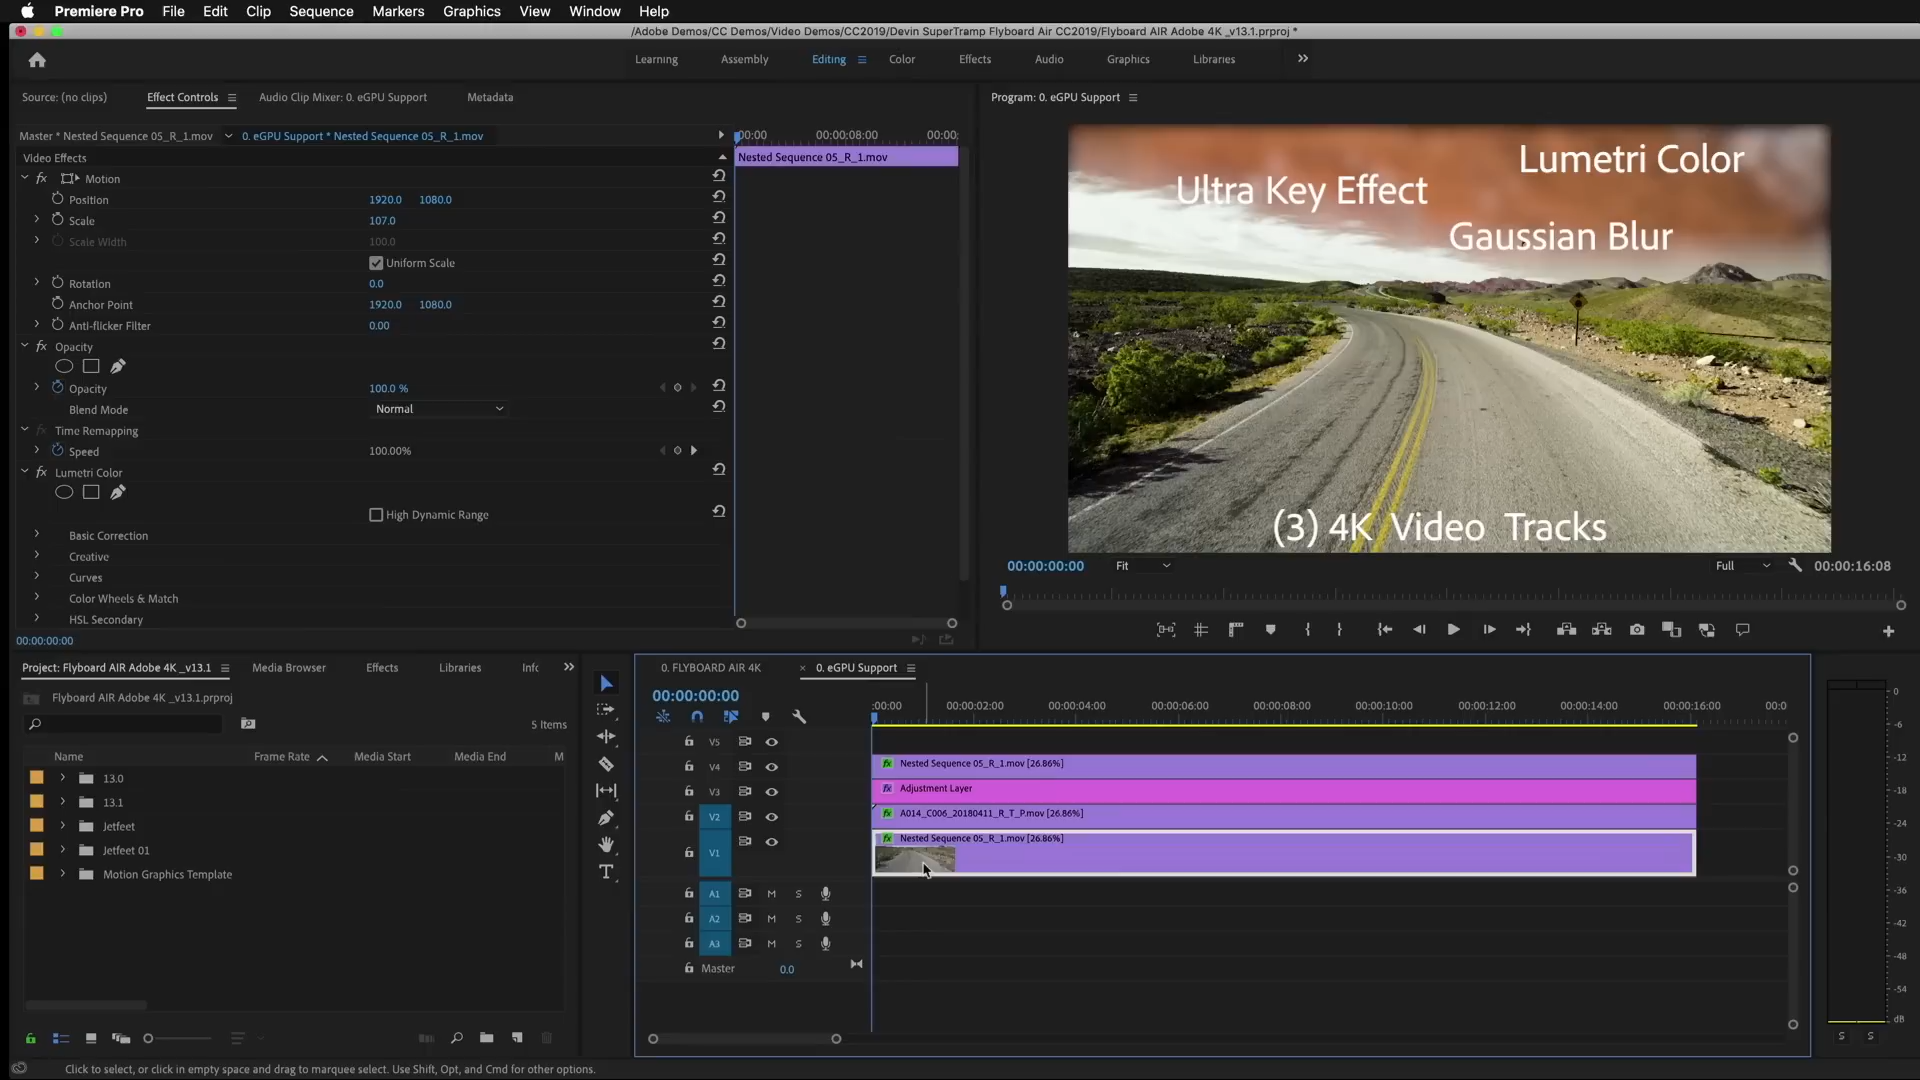 Premiere Pro File Edit Clip Sequence Markers Graphics View Window Help
/Adobe Demos/CC Demos/Video Demos/CC2019/Devin SuperTramp Flyboard Air CC2019/Flyboard AIR Adobe 4K _v13.1.prproj *
Learning Assembly Editing Color Effects Audio Graphics Libraries
Source: (no clips) Effect Controls Audio Clip Mixer: 0. eGPU Support Metadata
Master * Nested Sequence 05_R_1.mov 0. eGPU Support * Nested Sequence 05_R_1.mov
:00:00 00:00:08:00 00:00:
Video Effects
Nested Sequence 05_R_1.mov
fx Motion
Position 1920.0 1080.0
Scale 107.0
Scale Width 100.0
Uniform Scale
Rotation 0.0
Anchor Point 1920.0 1080.0
Anti-flicker Filter 0.00
fx Opacity
Opacity 100.0 %
Blend Mode Normal
fx Time Remapping
Speed 100.00%
fx Lumetri Color
High Dynamic Range
Basic Correction
Creative
Curves
Color Wheels & Match
HSL Secondary
00:00:00:00
Program: 0. eGPU Support
Lumetri Color
Ultra Key Effect
Gaussian Blur
(3) 4K Video Tracks
00:00:00:00 Fit Full 00:00:16:08
Project: Flyboard AIR Adobe 4K _v13.1 Media Browser Effects Libraries Infc
Flyboard AIR Adobe 4K _v13.1.prproj
5 Items
Name Frame Rate Media Start Media End M
13.0
13.1
Jetfeet
Jetfeet 01
Motion Graphics Template
0. FLYBOARD AIR 4K × 0. eGPU Support
00:00:00:00
:00:00 00:00:02:00 00:00:04:00 00:00:06:00 00:00:08:00 00:00:10:00 00:00:12:00 00:00:14:00 00:00:16:00 00:0
V5
V4 fx Nested Sequence 05_R_1.mov [26.86%]
V3 fx Adjustment Layer
V2 fx A014_C006_20180411_R_T_P.mov [26.86%]
V1 fx Nested Sequence 05_R_1.mov [26.86%]
A1 M S
A2 M S
A3 M S
Master 0.0
0
-6
-12
-18
-24
-30
-36
-42
-48
-54
dB
S S
Click to select, or click in empty space and drag to marquee select. Use Shift, Opt, and Cmd for other options.